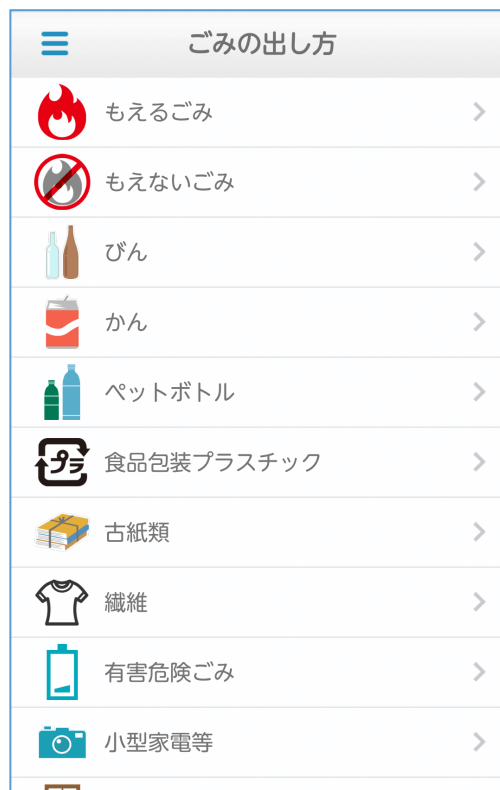 ごみの出し方
もえるごみ
もえないごみ
びん
かん
ペットボトル
プラ
食品包装プラスチック
古紙類
繊維
有害危険ごみ
小型家電等